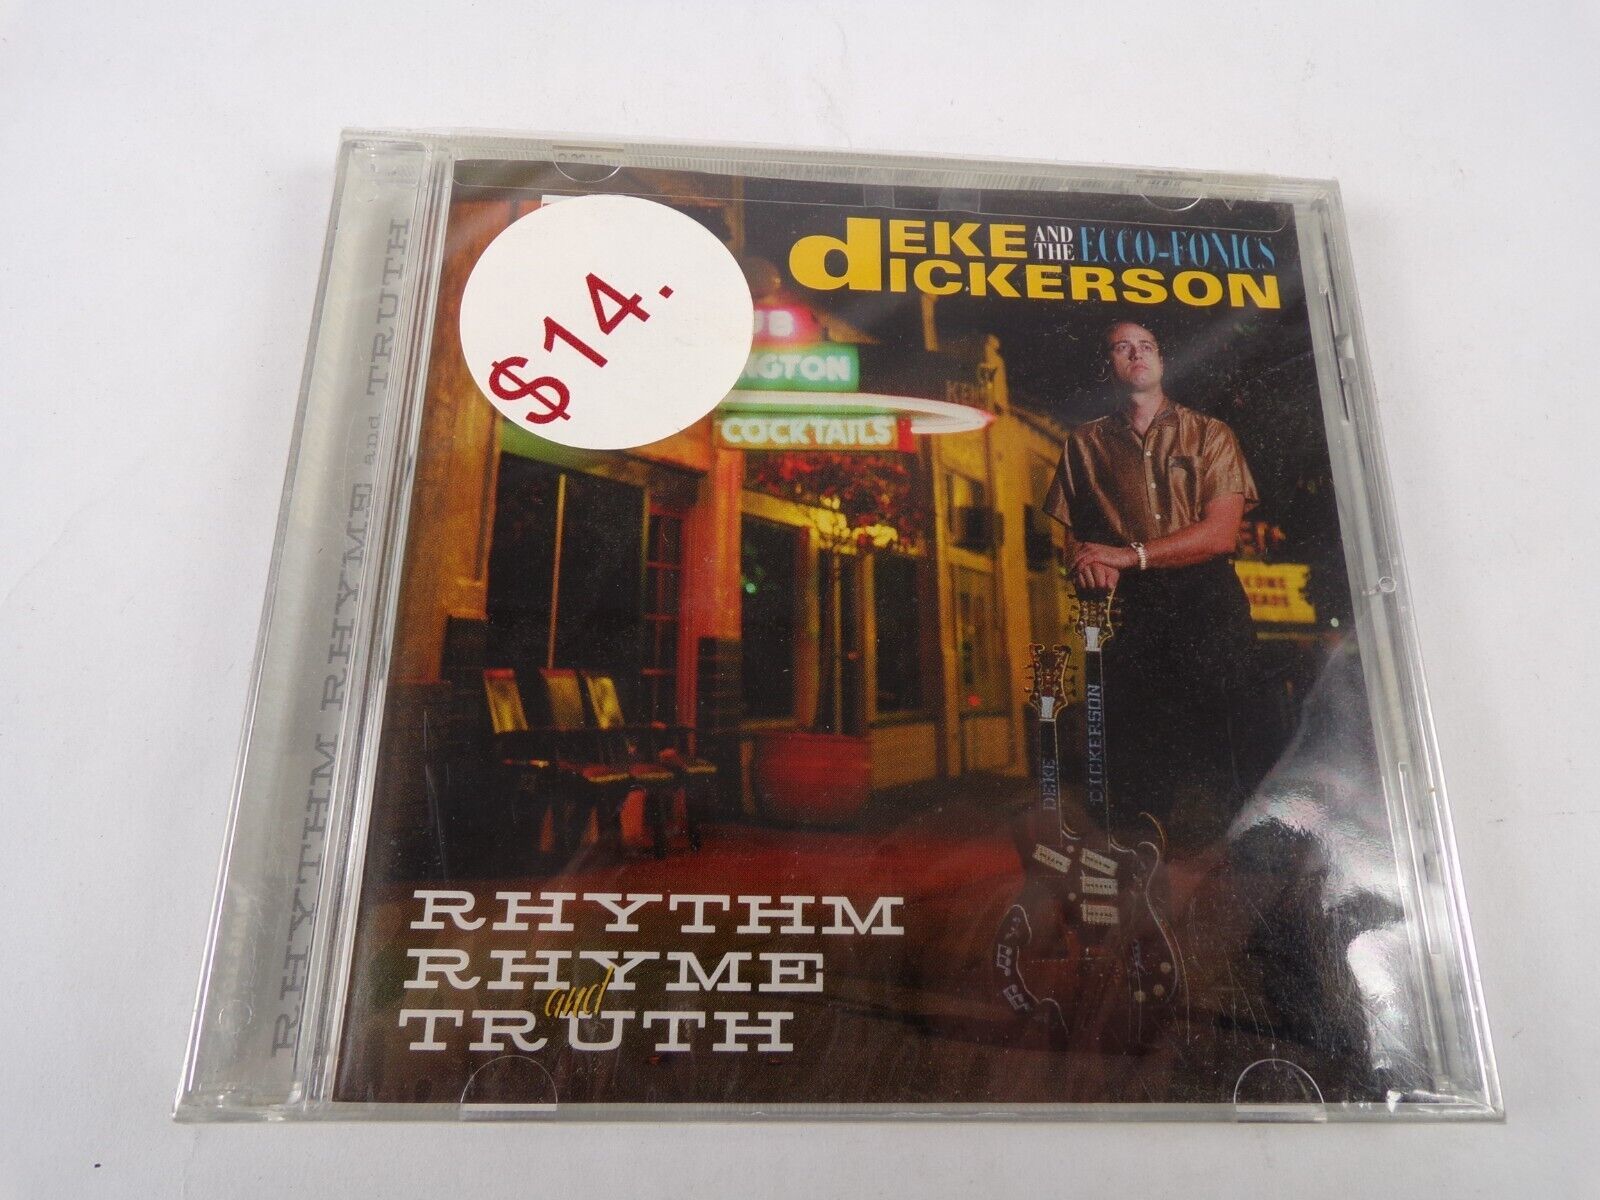 $14.
dEKE AND THE ECCO-FONICS
dICKERSON
NGTON
COCKTAILS
DEKE
DICKERSON
RHYTHM
RHYME
and
TRUTH
RHYTHM RHYME and TRUTH